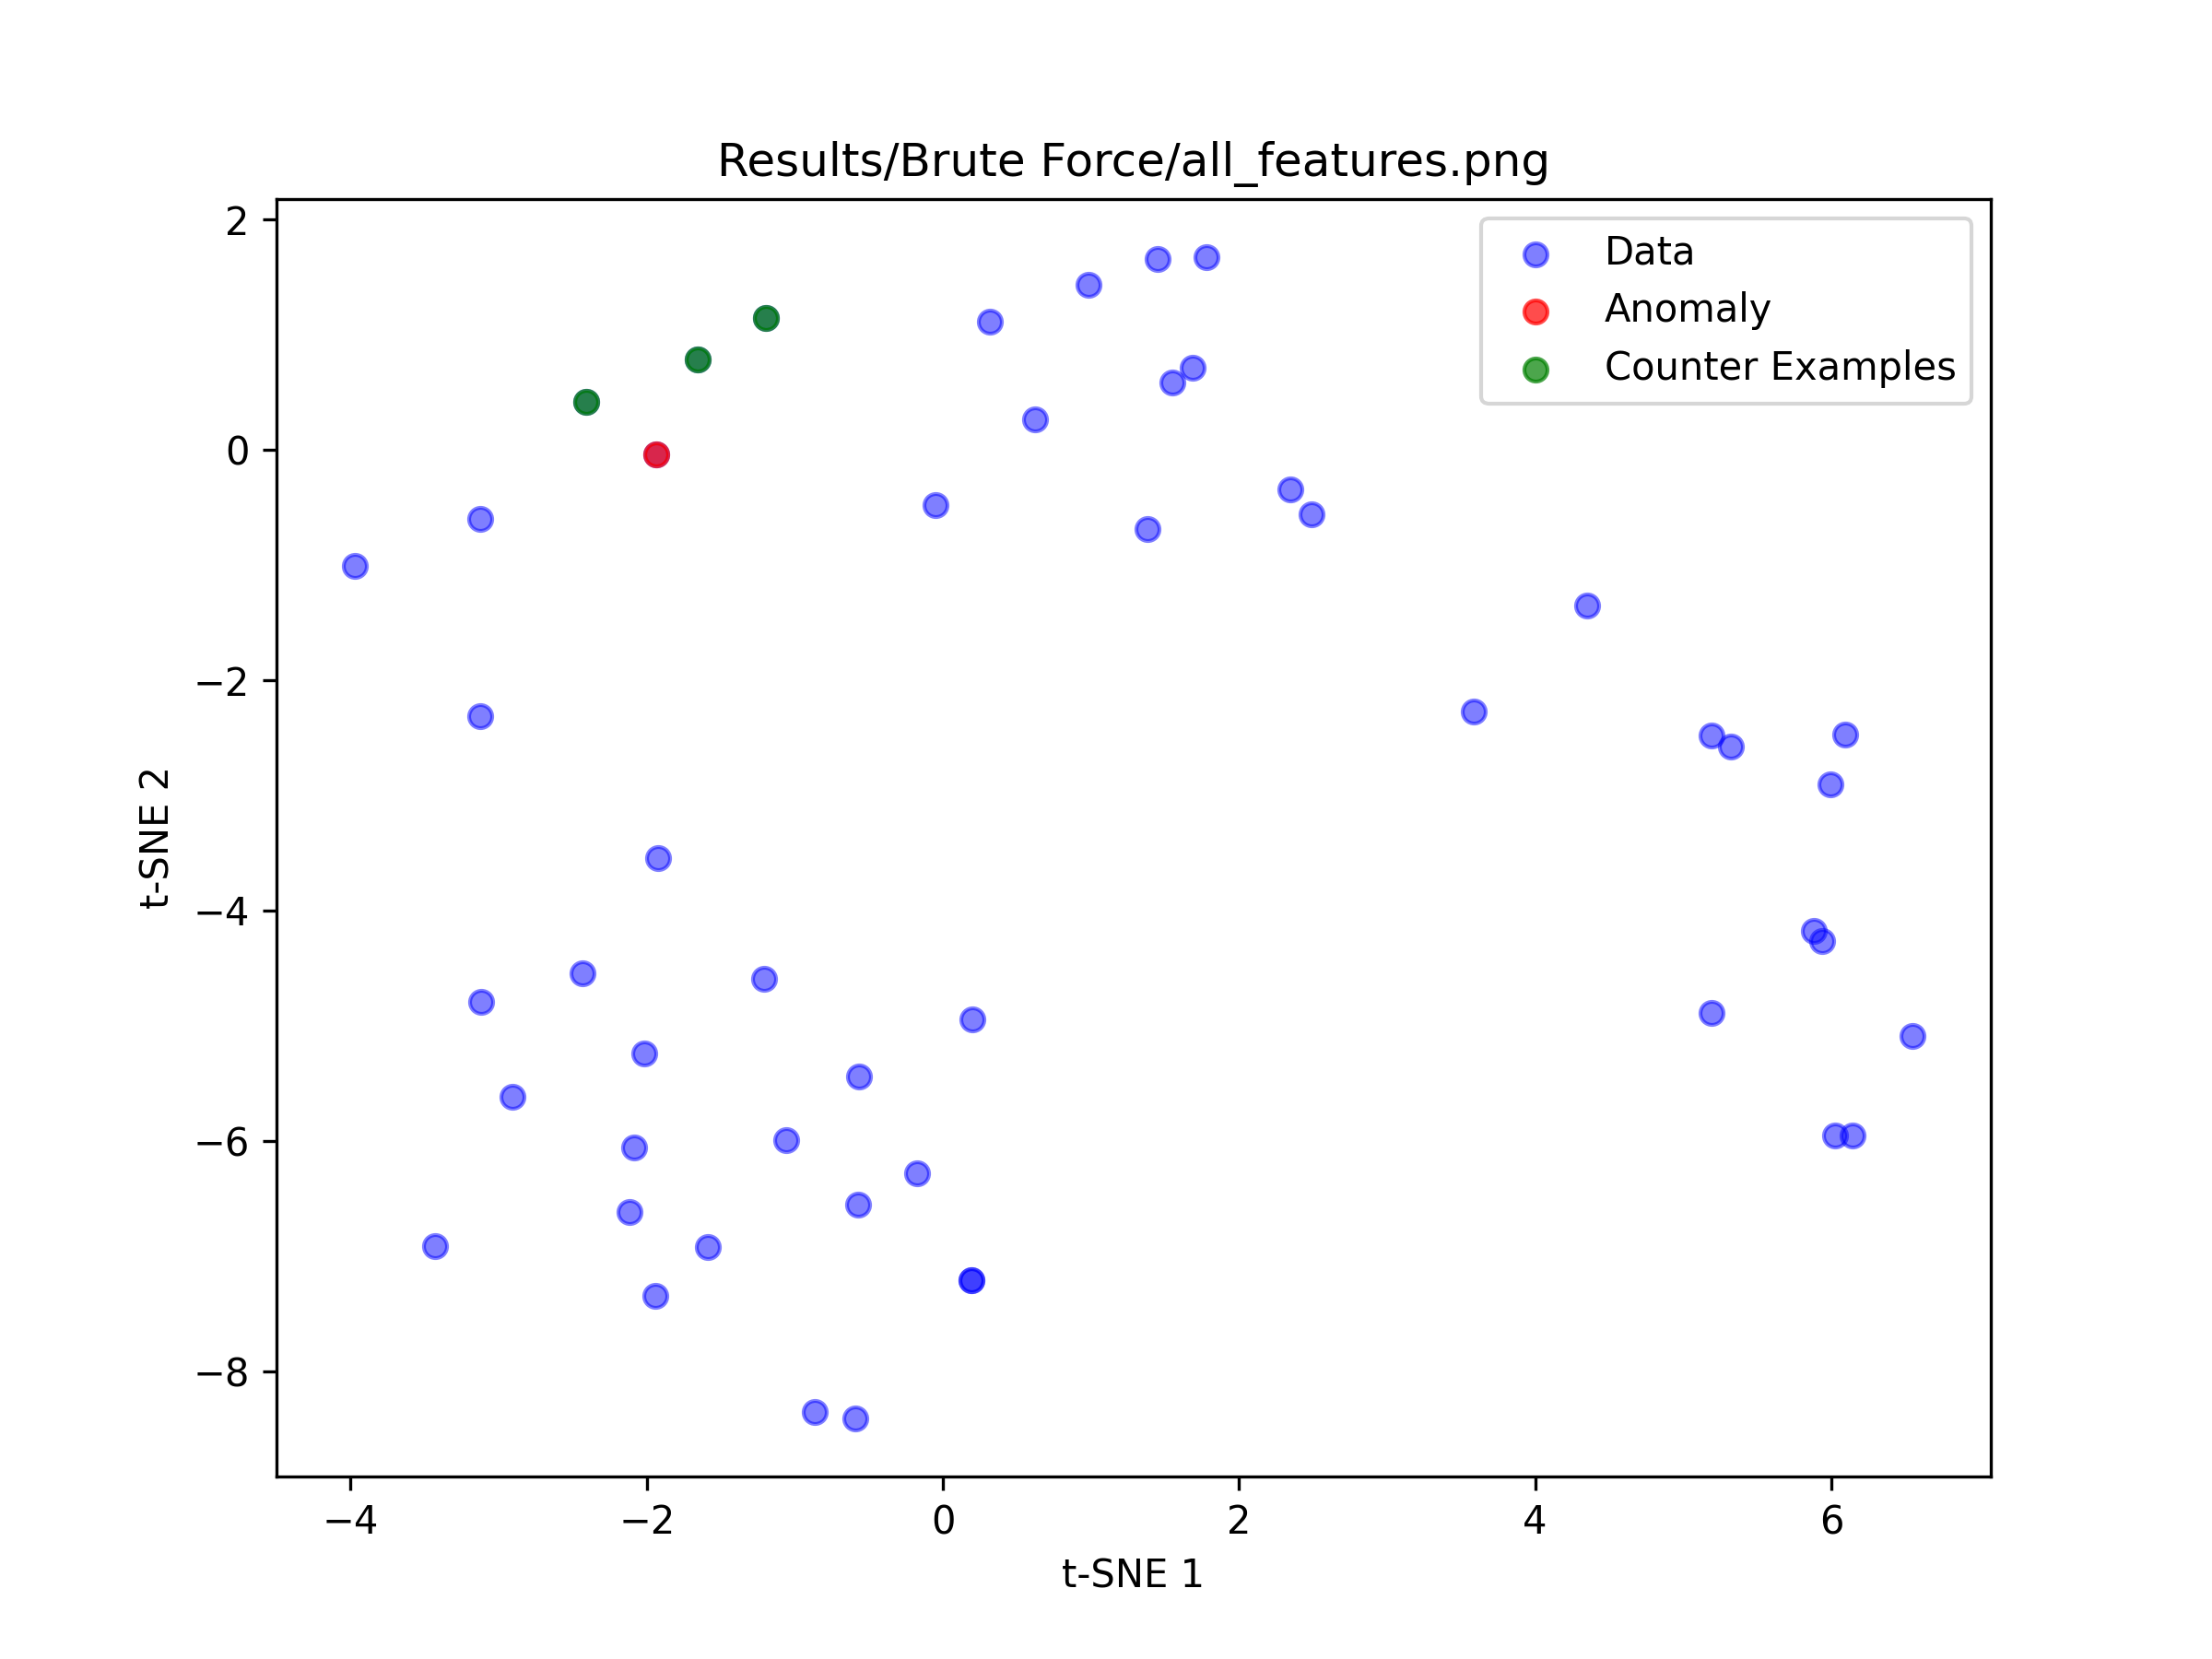 Results/Brute Force/all_features.png
2
0
−2
−4
−6
−8
t-SNE 2
Data
Anomaly
Counter Examples
−4 −2 0 2 4 6
t-SNE 1